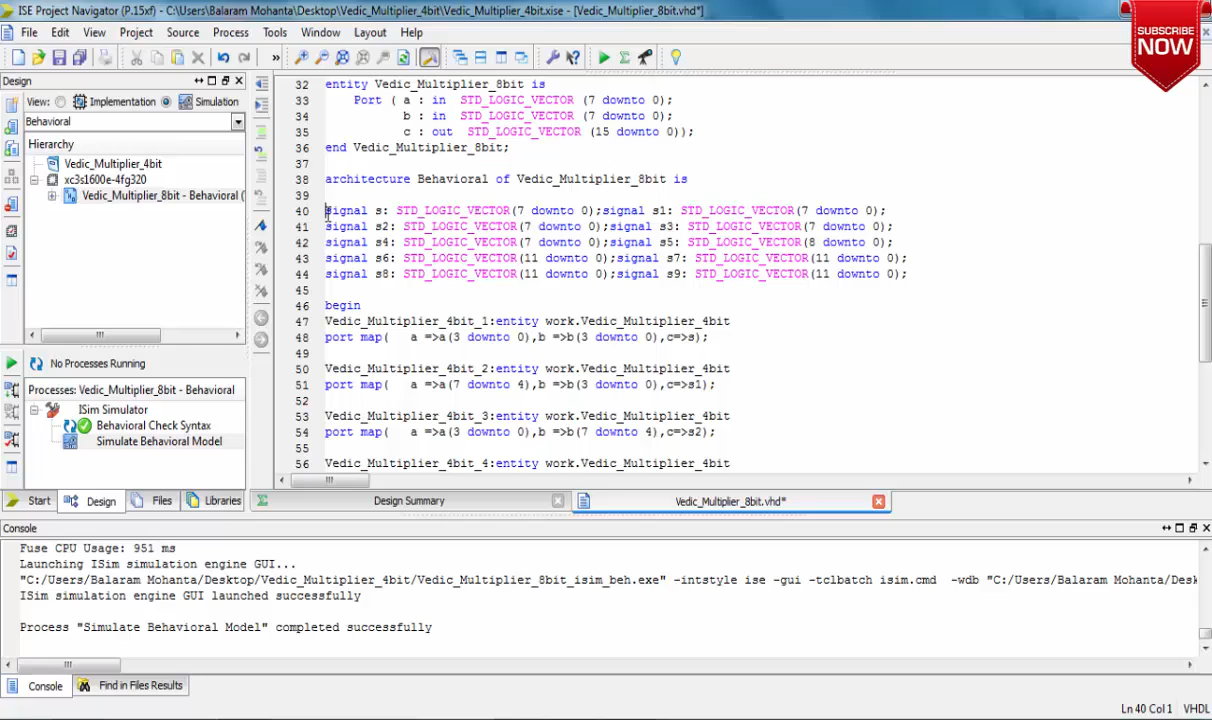 ISE Project Navigator (P.15xf) - C:\Users\Balaram Mohanta\Desktop\Vedic_Multiplier_4bit\Vedic_Multiplier_4bit.xise - [Vedic_Multiplier_8bit.vhd*]
SUBSCRIBE
NOW
File Edit View Project Source Process Tools Window Layout Help
Design
View: Implementation Simulation
Behavioral
Hierarchy
Vedic_Multiplier_4bit
xc3s1600e-4fg320
Vedic_Multiplier_8bit - Behavioral (
No Processes Running
Processes: Vedic_Multiplier_8bit - Behavioral
ISim Simulator
Behavioral Check Syntax
Simulate Behavioral Model
Start Design Files Libraries
32 entity Vedic_Multiplier_8bit is
33 Port ( a : in STD_LOGIC_VECTOR (7 downto 0);
34 b : in STD_LOGIC_VECTOR (7 downto 0);
35 c : out STD_LOGIC_VECTOR (15 downto 0));
36 end Vedic_Multiplier_8bit;
37
38 architecture Behavioral of Vedic_Multiplier_8bit is
39
40 signal s: STD_LOGIC_VECTOR(7 downto 0);signal s1: STD_LOGIC_VECTOR(7 downto 0);
41 signal s2: STD_LOGIC_VECTOR(7 downto 0);signal s3: STD_LOGIC_VECTOR(7 downto 0);
42 signal s4: STD_LOGIC_VECTOR(7 downto 0);signal s5: STD_LOGIC_VECTOR(8 downto 0);
43 signal s6: STD_LOGIC_VECTOR(11 downto 0);signal s7: STD_LOGIC_VECTOR(11 downto 0);
44 signal s8: STD_LOGIC_VECTOR(11 downto 0);signal s9: STD_LOGIC_VECTOR(11 downto 0);
45
46 begin
47 Vedic_Multiplier_4bit_1:entity work.Vedic_Multiplier_4bit
48 port map( a =>a(3 downto 0),b =>b(3 downto 0),c=>s);
49
50 Vedic_Multiplier_4bit_2:entity work.Vedic_Multiplier_4bit
51 port map( a =>a(7 downto 4),b =>b(3 downto 0),c=>s1);
52
53 Vedic_Multiplier_4bit_3:entity work.Vedic_Multiplier_4bit
54 port map( a =>a(3 downto 0),b =>b(7 downto 4),c=>s2);
55
56 Vedic_Multiplier_4bit_4:entity work.Vedic_Multiplier_4bit
Design Summary Vedic_Multiplier_8bit.vhd*
Console
Fuse CPU Usage: 951 ms
Launching ISim simulation engine GUI...
"C:/Users/Balaram Mohanta/Desktop/Vedic_Multiplier_4bit/Vedic_Multiplier_8bit_isim_beh.exe" -intstyle ise -gui -tclbatch isim.cmd -wdb "C:/Users/Balaram Mohanta/Desk
ISim simulation engine GUI launched successfully
Process "Simulate Behavioral Model" completed successfully
Console Find in Files Results
Ln 40 Col 1 VHDL